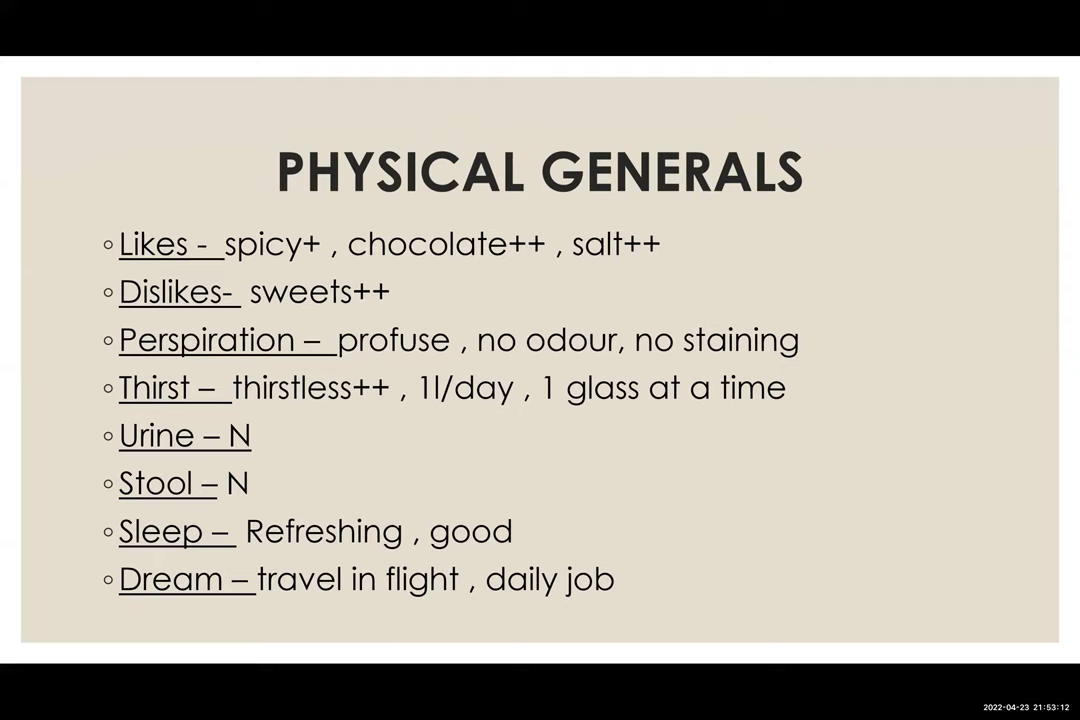 PHYSICAL GENERALS
◦Likes - spicy+ , chocolate++ , salt++
◦Dislikes- sweets++
◦Perspiration – profuse , no odour, no staining
◦Thirst – thirstless++ , 1l/day , 1 glass at a time
◦Urine – N
◦Stool – N
◦Sleep – Refreshing , good
◦Dream – travel in flight , daily job
2022-04-23 21:53:12